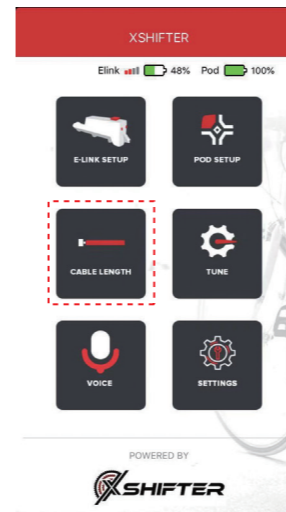 XSHIFTER
Elink 48% Pod 100%
E-LINK SETUP
POD SETUP
CABLE LENGTH
TUNE
VOICE
SETTINGS
POWERED BY
XSHIFTER